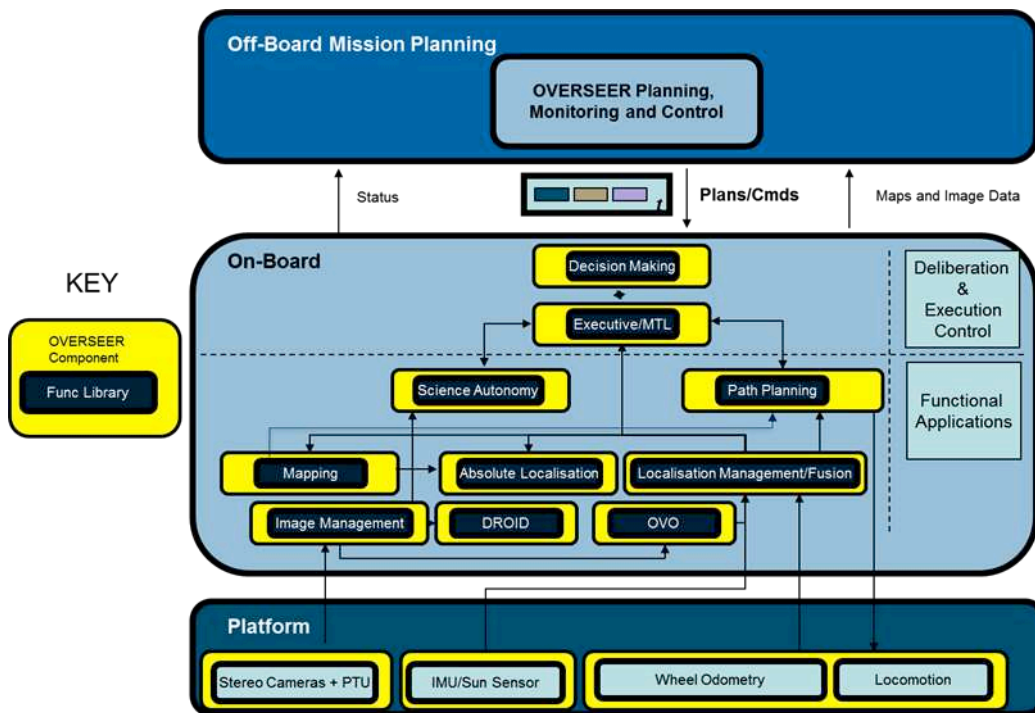 Off-Board Mission Planning
OVERSEER Planning,
Monitoring and Control
Status
t
Plans/Cmds
Maps and Image Data
KEY
OVERSEER
Component
Func Library
On-Board
Decision Making
Executive/MTL
Deliberation
&
Execution
Control
Science Autonomy
Path Planning
Functional
Applications
Mapping
Absolute Localisation
Localisation Management/Fusion
Image Management
DROID
OVO
Platform
Stereo Cameras + PTU
IMU/Sun Sensor
Wheel Odometry
Locomotion